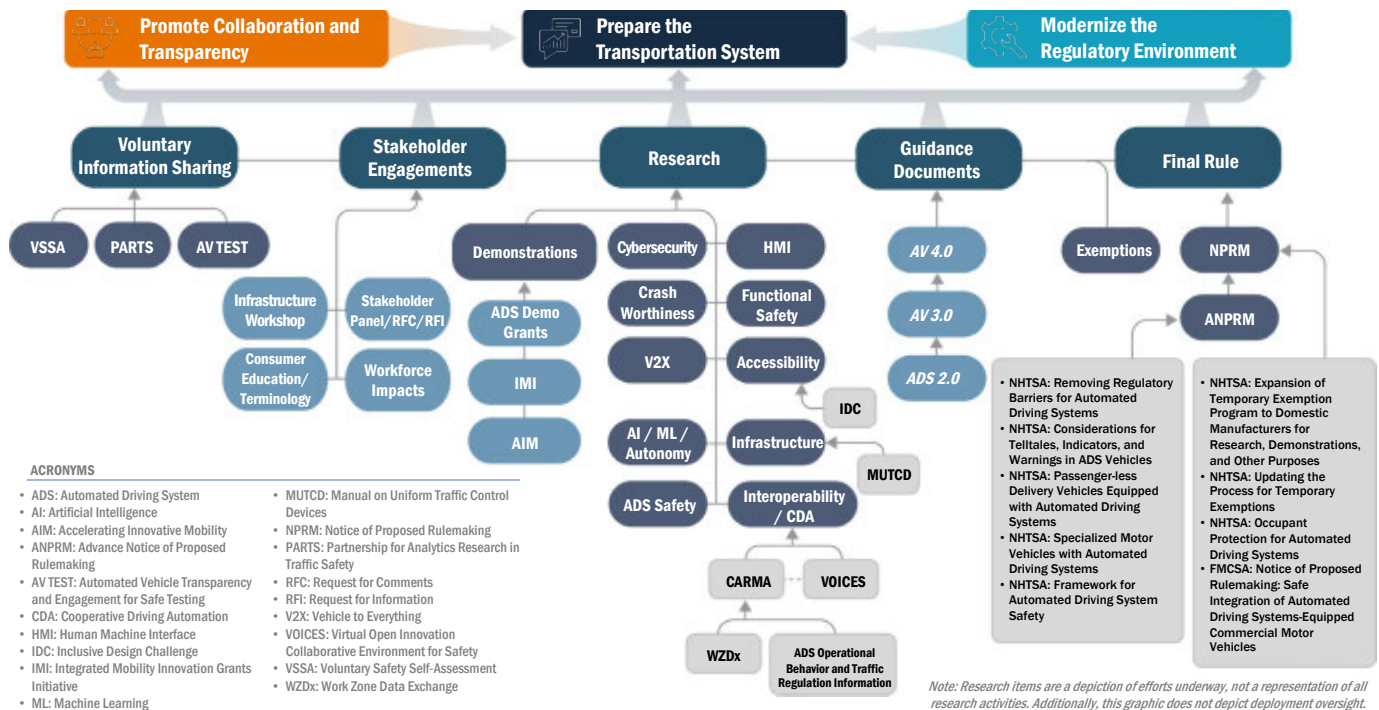 Promote Collaboration and
Transparency
Prepare the
Transportation System
Modernize the
Regulatory Environment
Voluntary
Information Sharing
Stakeholder
Engagements
Research
Guidance
Documents
Final Rule
VSSA
PARTS
AV TEST
Infrastructure
Workshop
Stakeholder
Panel/RFC/RFI
Consumer
Education/
Terminology
Workforce
Impacts
Demonstrations
ADS Demo
Grants
IMI
AIM
Cybersecurity
HMI
Crash
Worthiness
Functional
Safety
V2X
Accessibility
IDC
AI / ML /
Autonomy
Infrastructure
MUTCD
ADS Safety
Interoperability
/ CDA
CARMA
VOICES
WZDx
ADS Operational
Behavior and Traffic
Regulation Information
AV 4.0
AV 3.0
ADS 2.0
Exemptions
NPRM
ANPRM
• NHTSA: Removing Regulatory
Barriers for Automated
Driving Systems
• NHTSA: Considerations for
Telltales, Indicators, and
Warnings in ADS Vehicles
• NHTSA: Passenger-less
Delivery Vehicles Equipped
with Automated Driving
Systems
• NHTSA: Specialized Motor
Vehicles with Automated
Driving Systems
• NHTSA: Framework for
Automated Driving System
Safety
• NHTSA: Expansion of
Temporary Exemption
Program to Domestic
Manufacturers for
Research, Demonstrations,
and Other Purposes
• NHTSA: Updating the
Process for Temporary
Exemptions
• NHTSA: Occupant
Protection for Automated
Driving Systems
• FMCSA: Notice of Proposed
Rulemaking: Safe
Integration of Automated
Driving Systems-Equipped
Commercial Motor
Vehicles
ACRONYMS
• ADS: Automated Driving System
• AI: Artificial Intelligence
• AIM: Accelerating Innovative Mobility
• ANPRM: Advance Notice of Proposed
Rulemaking
• AV TEST: Automated Vehicle Transparency
and Engagement for Safe Testing
• CDA: Cooperative Driving Automation
• HMI: Human Machine Interface
• IDC: Inclusive Design Challenge
• IMI: Integrated Mobility Innovation Grants
Initiative
• ML: Machine Learning
• MUTCD: Manual on Uniform Traffic Control
Devices
• NPRM: Notice of Proposed Rulemaking
• PARTS: Partnership for Analytics Research in
Traffic Safety
• RFC: Request for Comments
• RFI: Request for Information
• V2X: Vehicle to Everything
• VOICES: Virtual Open Innovation
Collaborative Environment for Safety
• VSSA: Voluntary Safety Self-Assessment
• WZDx: Work Zone Data Exchange
Note: Research items are a depiction of efforts underway, not a representation of all
research activities. Additionally, this graphic does not depict deployment oversight.